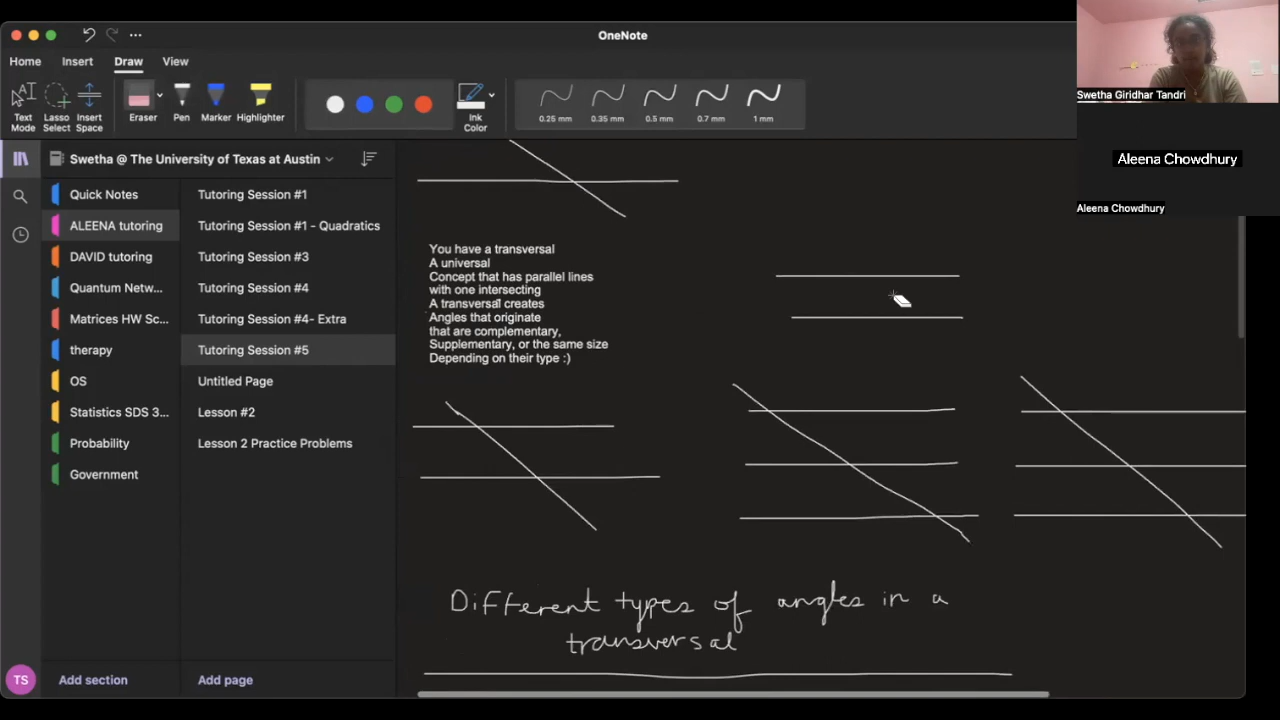 OneNote
Home Insert Draw View
Text Mode
Lasso Select
Insert Space
Eraser
Pen
Marker
Highlighter
Ink Color
0.25 mm 0.35 mm 0.5 mm 0.7 mm 1 mm
Swetha Giridhar Tandri
Aleena Chowdhury
Aleena Chowdhury
Swetha @ The University of Texas at Austin
Quick Notes
ALEENA tutoring
DAVID tutoring
Quantum Netw...
Matrices HW Sc...
therapy
OS
Statistics SDS 3...
Probability
Government
Tutoring Session #1
Tutoring Session #1 - Quadratics
Tutoring Session #3
Tutoring Session #4
Tutoring Session #4- Extra
Tutoring Session #5
Untitled Page
Lesson #2
Lesson 2 Practice Problems
You have a transversal
A universal
Concept that has parallel lines
with one intersecting
A transversal creates
Angles that originate
that are complementary,
Supplementary, or the same size
Depending on their type :)
Different types of angles in a
transversal
TS
Add section
Add page